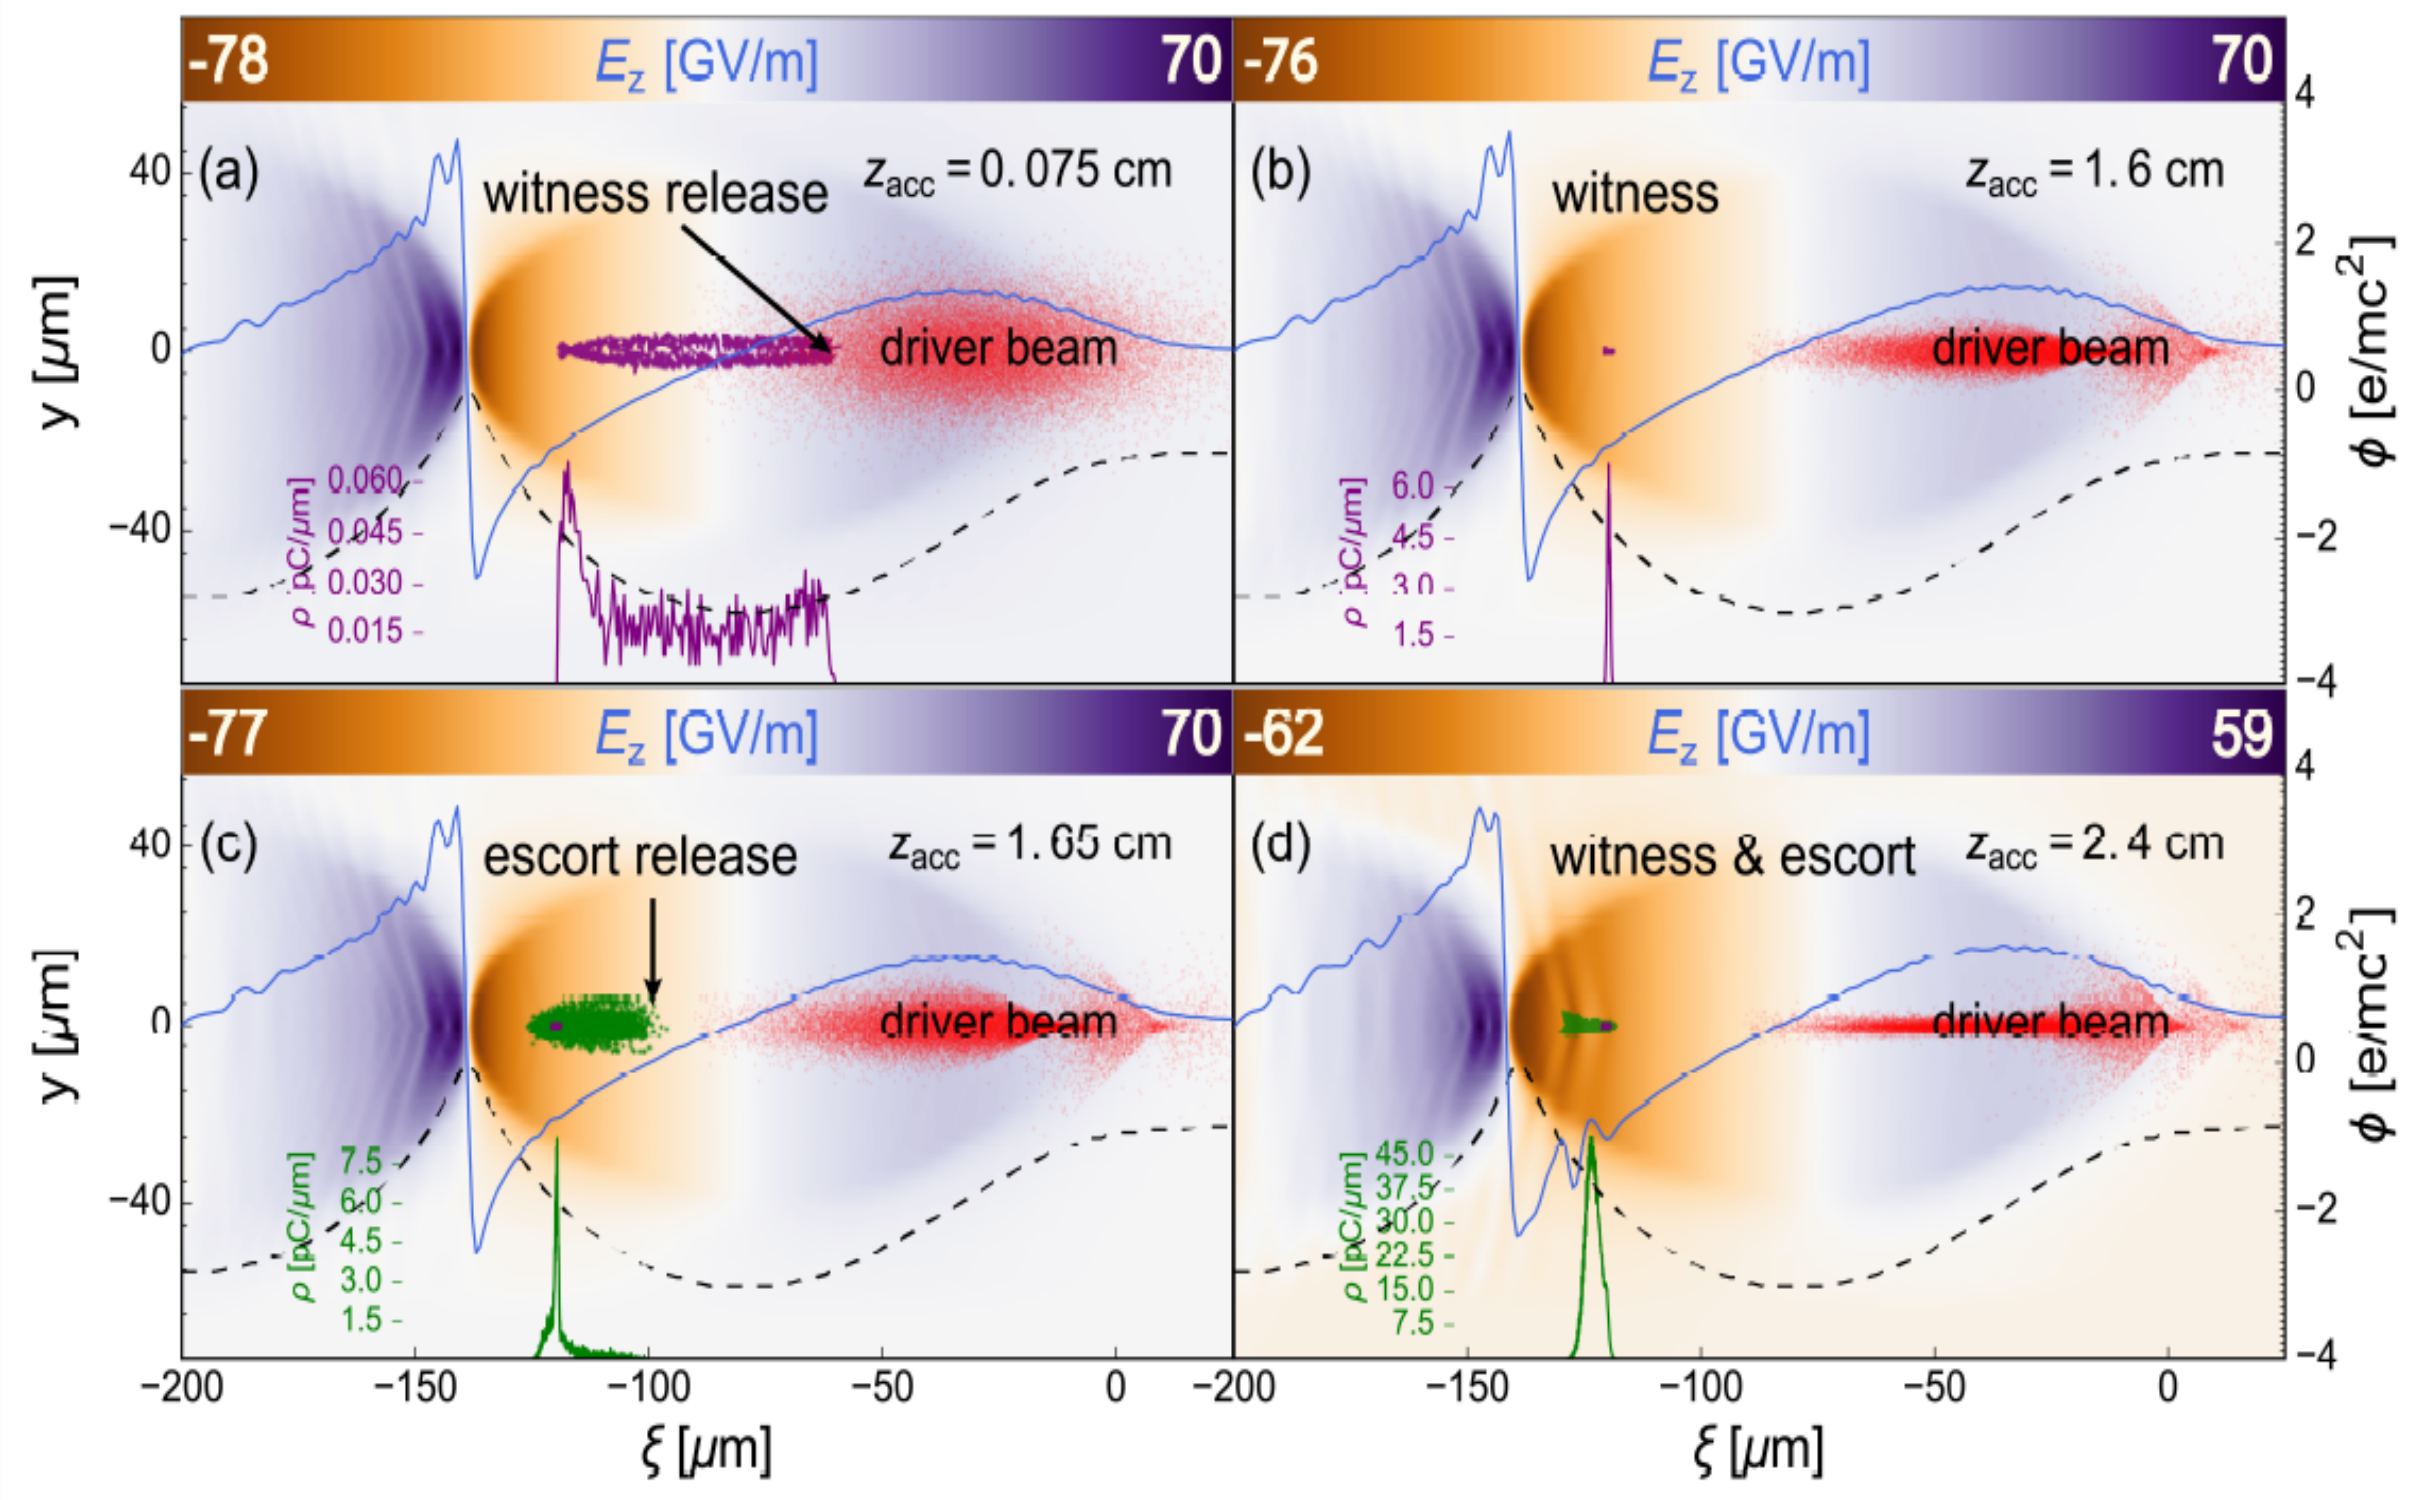 -78 E_z [GV/m] 70
-76 E_z [GV/m] 70
(a) witness release z_acc = 0.075 cm
driver beam
y [μm]
40
0
−40
ρ [pC/μm]
0.060
0.045
0.030
0.015
(b) witness z_acc = 1.6 cm
driver beam
ρ [pC/μm]
6.0
4.5
3.0
1.5
4
2
0
−2
−4
ϕ [e/mc²]
-77 E_z [GV/m] 70
-62 E_z [GV/m] 59
(c) escort release z_acc = 1.65 cm
driver beam
y [μm]
40
0
−40
ρ [pC/μm]
7.5
6.0
4.5
3.0
1.5
(d) witness & escort z_acc = 2.4 cm
driver beam
ρ [pC/μm]
45.0
37.5
30.0
22.5
15.0
7.5
4
2
0
−2
−4
ϕ [e/mc²]
−200 −150 −100 −50 0 −200 −150 −100 −50 0
ξ [μm] ξ [μm]